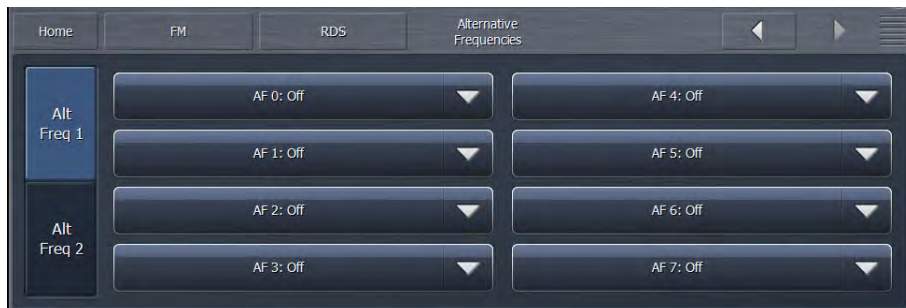 Home
FM
RDS
Alternative
Frequencies
Alt
Freq 1
Alt
Freq 2
AF 0: Off
AF 1: Off
AF 2: Off
AF 3: Off
AF 4: Off
AF 5: Off
AF 6: Off
AF 7: Off